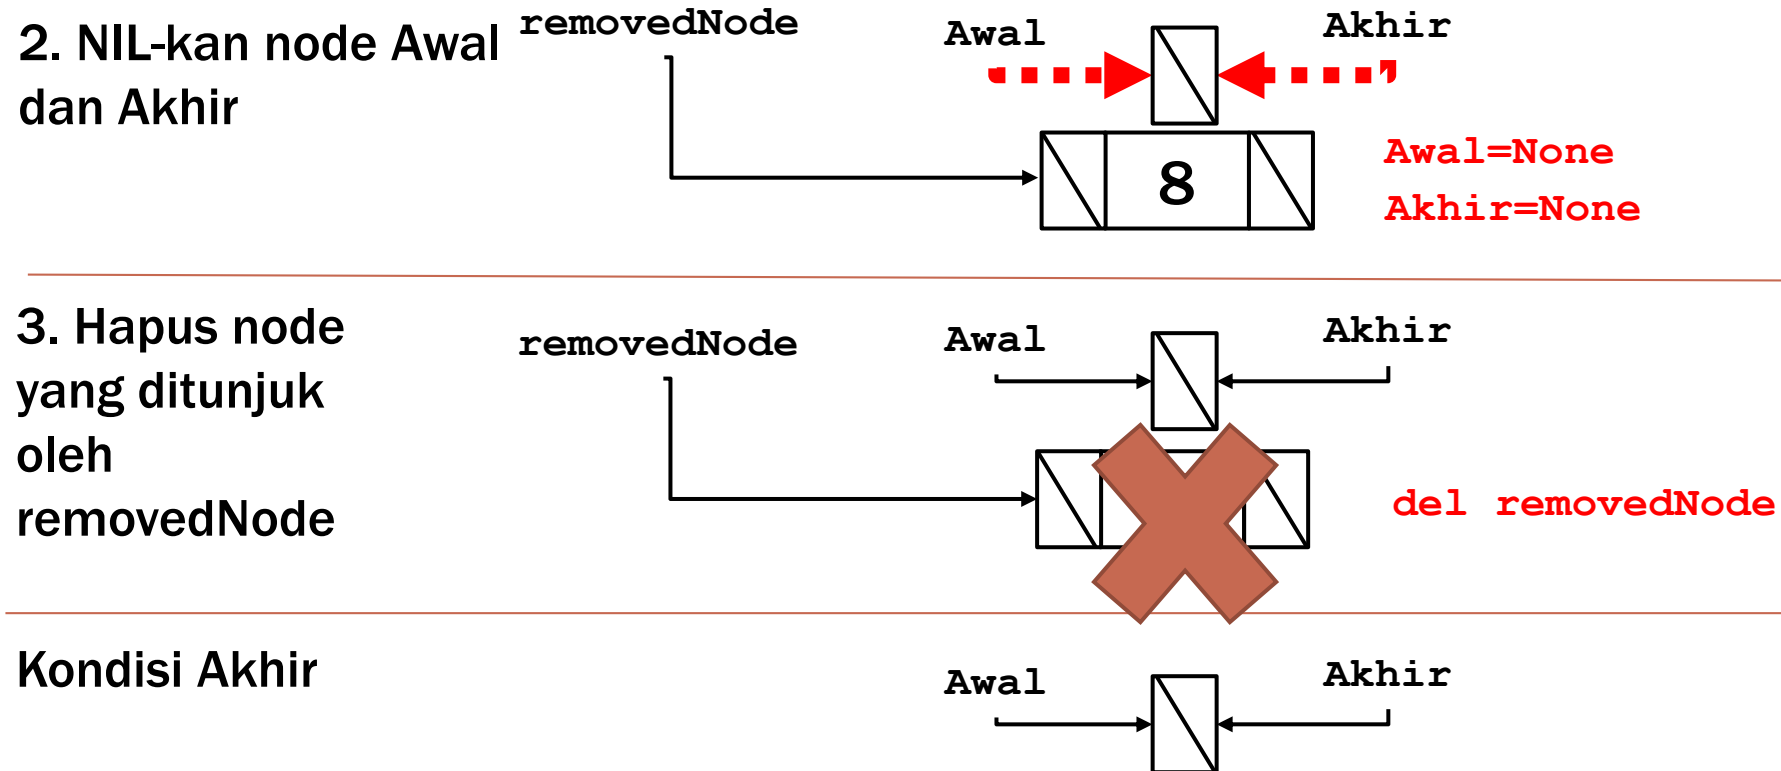 2. NIL-kan node Awal
dan Akhir
removedNode
Awal
Akhir
8
Awal=None
Akhir=None
3. Hapus node
yang ditunjuk
oleh
removedNode
removedNode
Awal
Akhir
del removedNode
Kondisi Akhir
Awal
Akhir